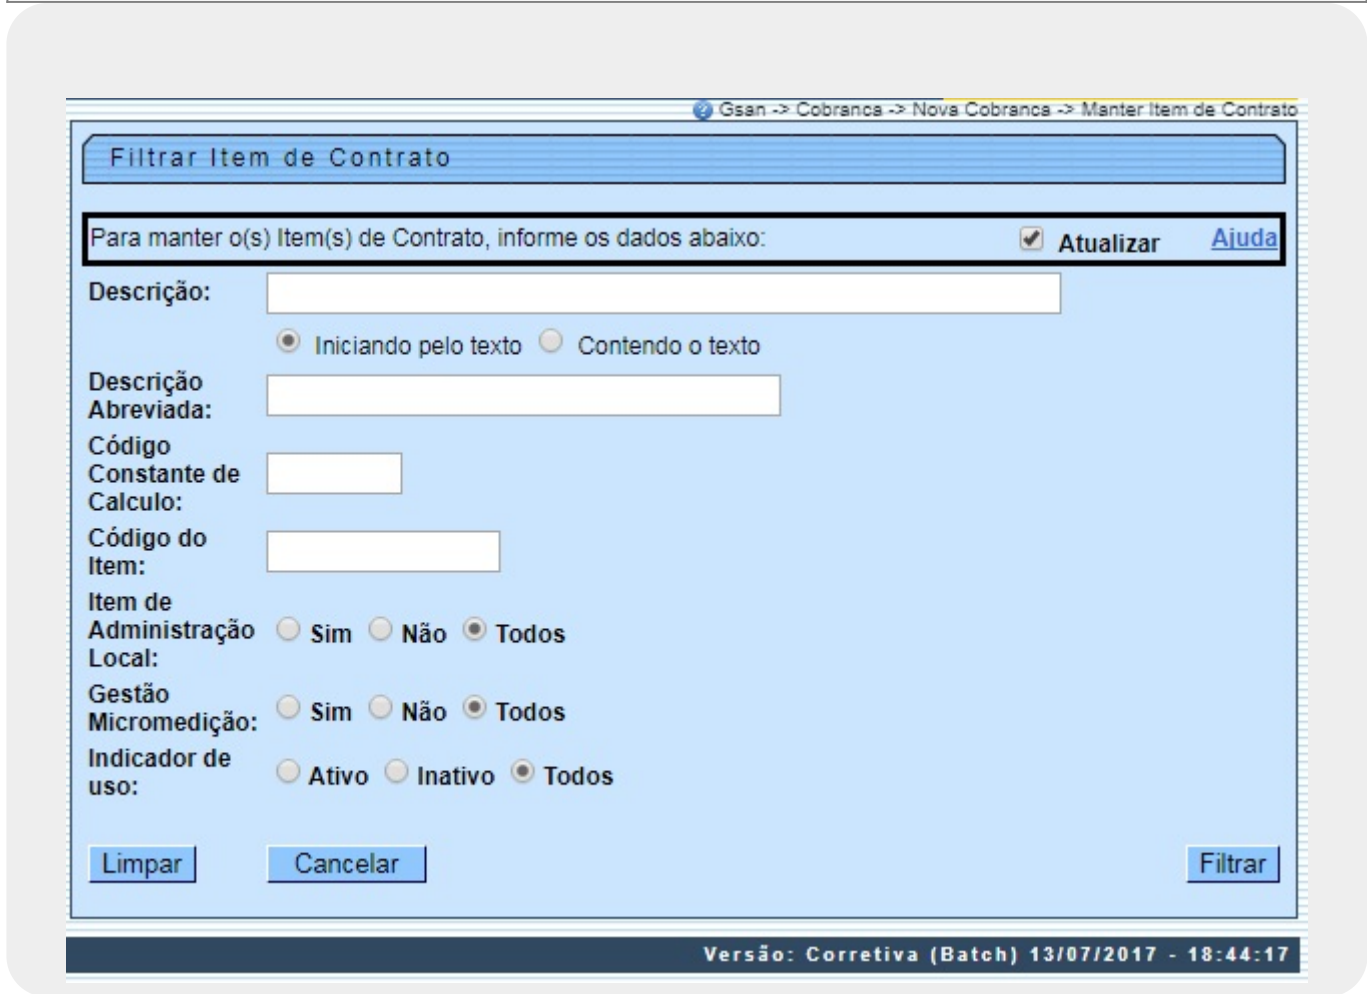 Gsan -> Cobranca -> Nova Cobranca -> Manter Item de Contrato
Filtrar Item de Contrato
Para manter o(s) Item(s) de Contrato, informe os dados abaixo: Atualizar Ajuda
Descrição:
Iniciando pelo texto Contendo o texto
Descrição
Abreviada:
Código
Constante de
Calculo:
Código do
Item:
Item de
Administração
Local:
Sim Não Todos
Gestão
Micromedição:
Sim Não Todos
Indicador de
uso:
Ativo Inativo Todos
Limpar Cancelar Filtrar
Versão: Corretiva (Batch) 13/07/2017 - 18:44:17